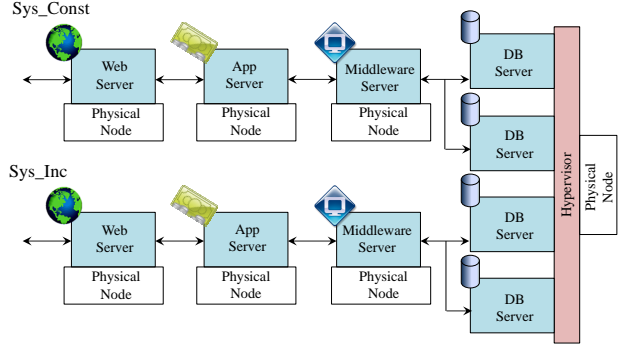 Sys_Const
Web
Server
Physical
Node
App
Server
Physical
Node
Middleware
Server
Physical
Node
DB
Server
DB
Server
Sys_Inc
Web
Server
Physical
Node
App
Server
Physical
Node
Middleware
Server
Physical
Node
DB
Server
DB
Server
Hypervisor
Physical
Node